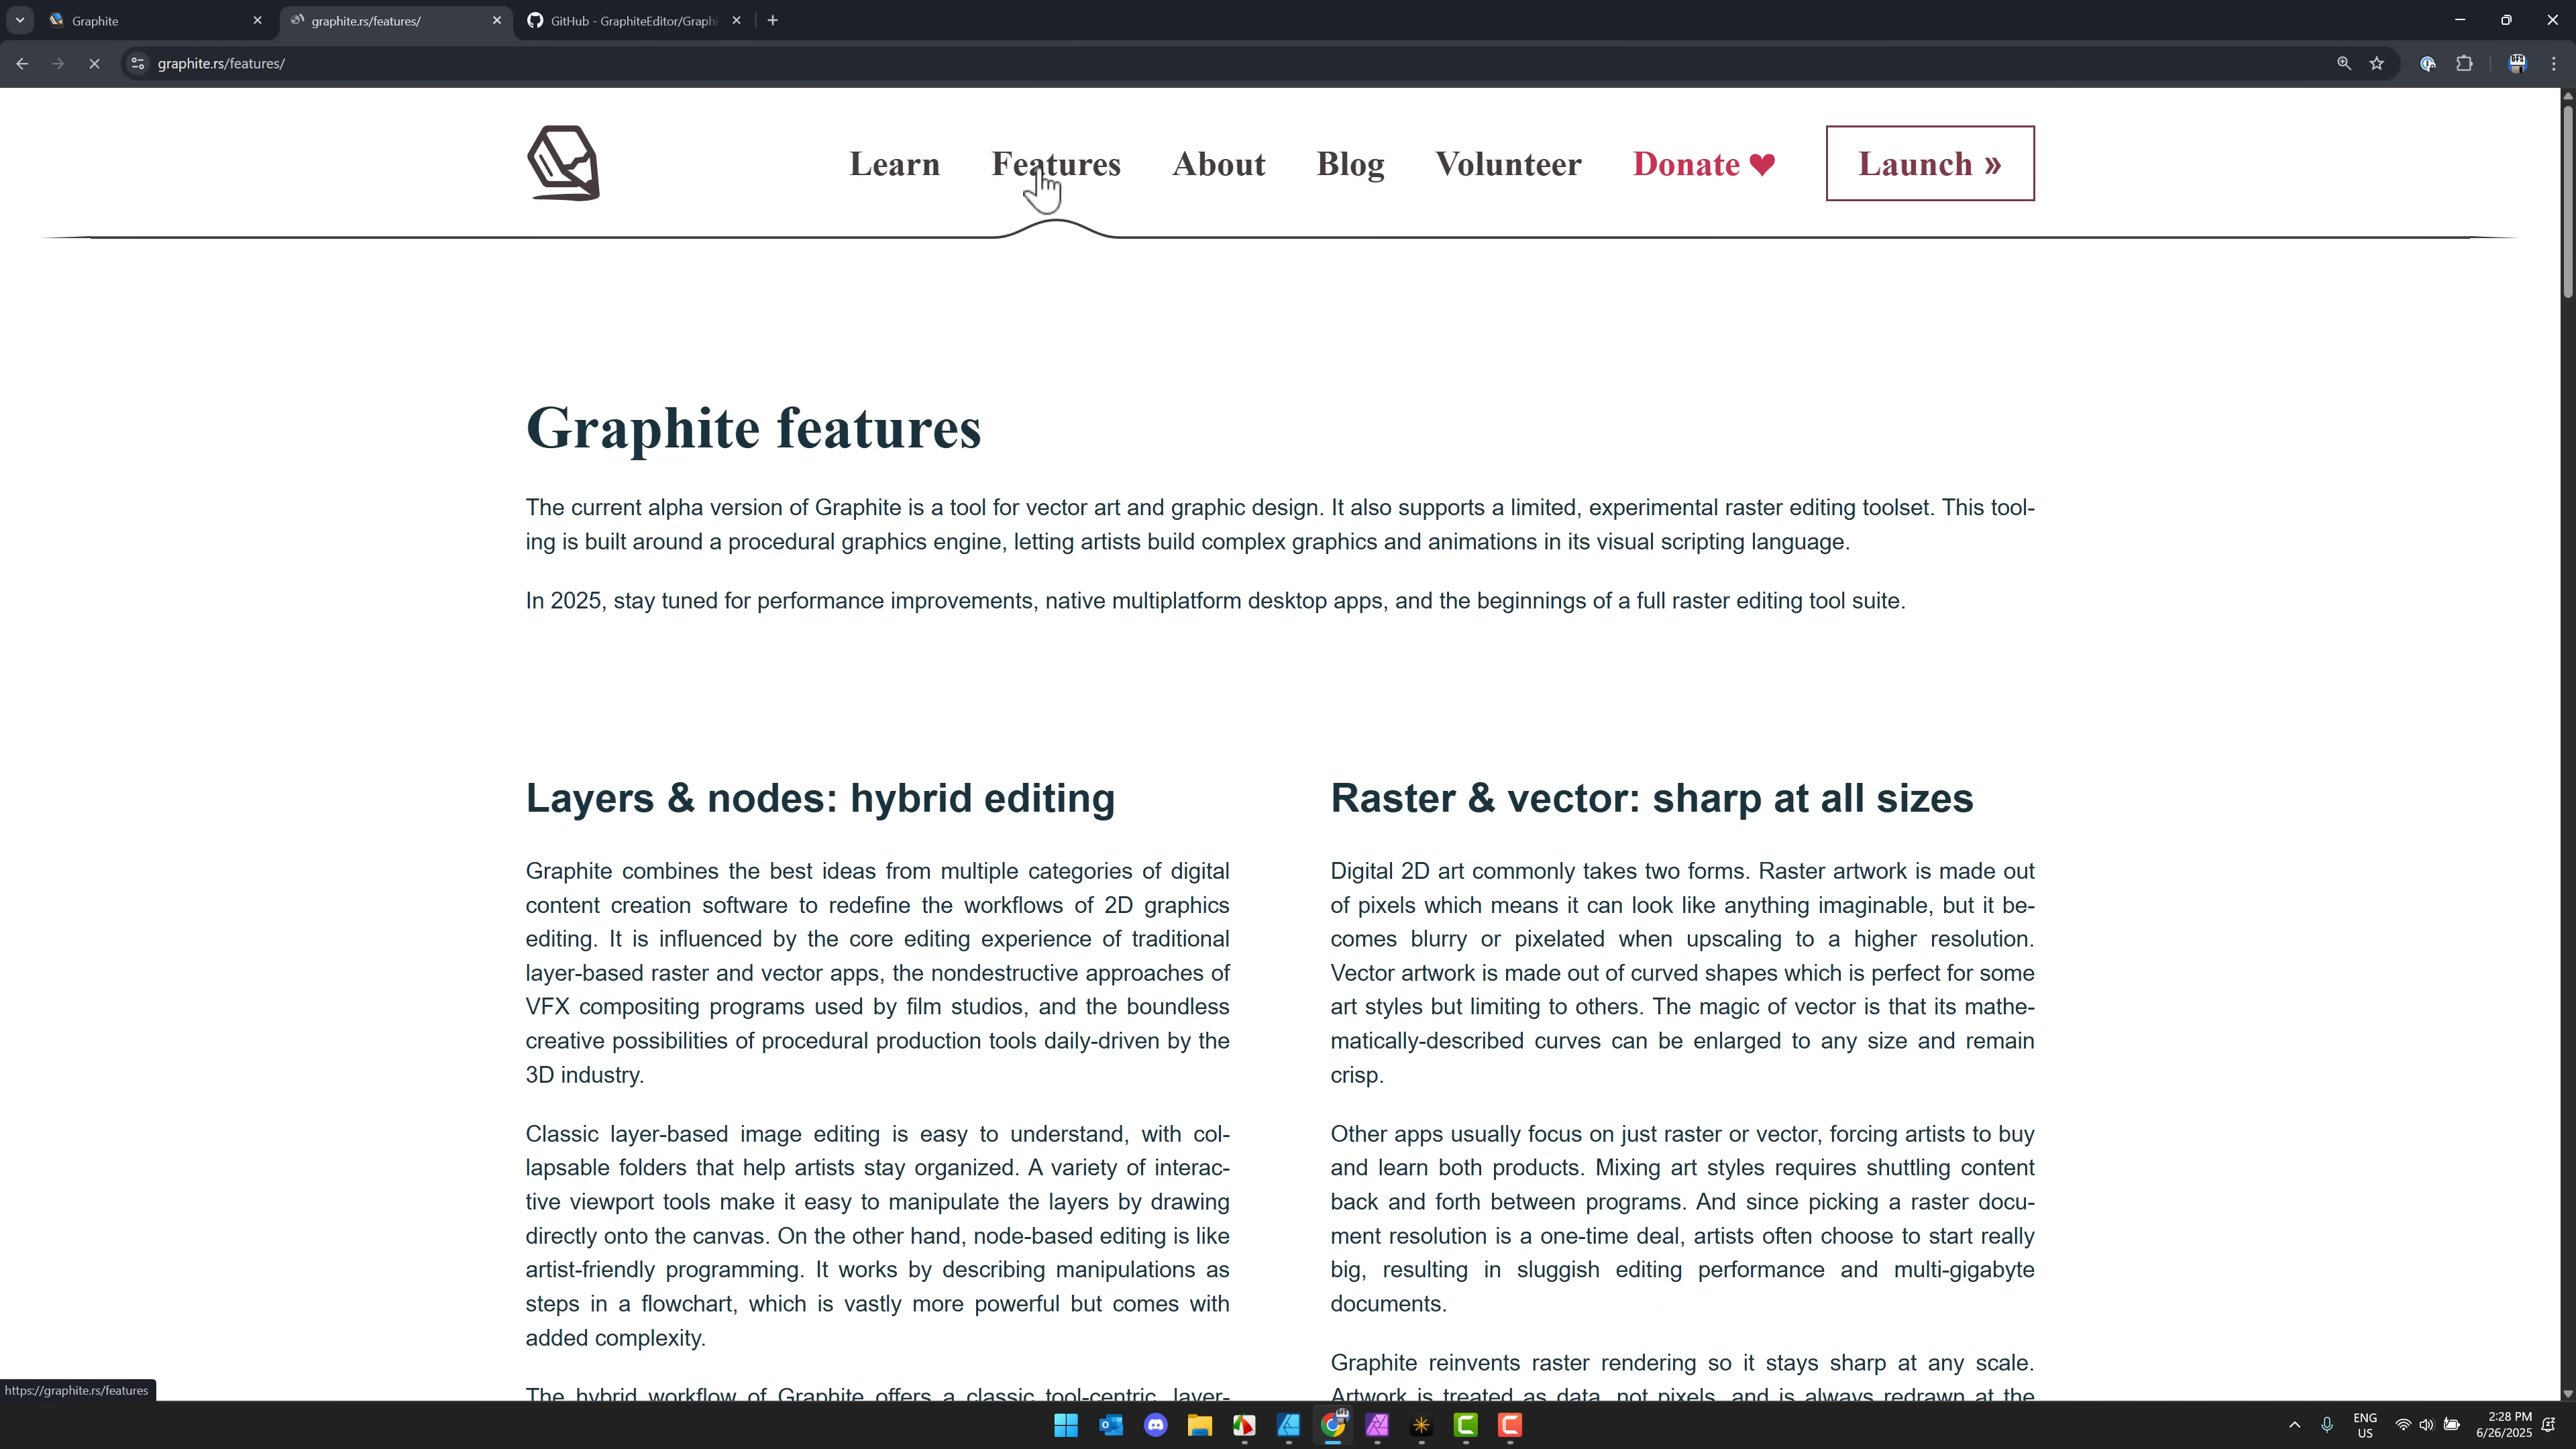 Graphite
graphite.rs/features/
GitHub - GraphiteEditor/Graph
graphite.rs/features/
Learn
Features
About
Blog
Volunteer
Donate
Launch »
Graphite features
The current alpha version of Graphite is a tool for vector art and graphic design. It also supports a limited, experimental raster editing toolset. This tool-
ing is built around a procedural graphics engine, letting artists build complex graphics and animations in its visual scripting language.
In 2025, stay tuned for performance improvements, native multiplatform desktop apps, and the beginnings of a full raster editing tool suite.
Layers & nodes: hybrid editing
Graphite combines the best ideas from multiple categories of digital
content creation software to redefine the workflows of 2D graphics
editing. It is influenced by the core editing experience of traditional
layer-based raster and vector apps, the nondestructive approaches of
VFX compositing programs used by film studios, and the boundless
creative possibilities of procedural production tools daily-driven by the
3D industry.
Classic layer-based image editing is easy to understand, with col-
lapsable folders that help artists stay organized. A variety of interac-
tive viewport tools make it easy to manipulate the layers by drawing
directly onto the canvas. On the other hand, node-based editing is like
artist-friendly programming. It works by describing manipulations as
steps in a flowchart, which is vastly more powerful but comes with
added complexity.
The hybrid workflow of Graphite offers a classic tool-centric, layer-
Raster & vector: sharp at all sizes
Digital 2D art commonly takes two forms. Raster artwork is made out
of pixels which means it can look like anything imaginable, but it be-
comes blurry or pixelated when upscaling to a higher resolution.
Vector artwork is made out of curved shapes which is perfect for some
art styles but limiting to others. The magic of vector is that its mathe-
matically-described curves can be enlarged to any size and remain
crisp.
Other apps usually focus on just raster or vector, forcing artists to buy
and learn both products. Mixing art styles requires shuttling content
back and forth between programs. And since picking a raster docu-
ment resolution is a one-time deal, artists often choose to start really
big, resulting in sluggish editing performance and multi-gigabyte
documents.
Graphite reinvents raster rendering so it stays sharp at any scale.
Artwork is treated as data, not pixels, and is always redrawn at the
https://graphite.rs/features
ENG
US
2:28 PM
6/26/2025